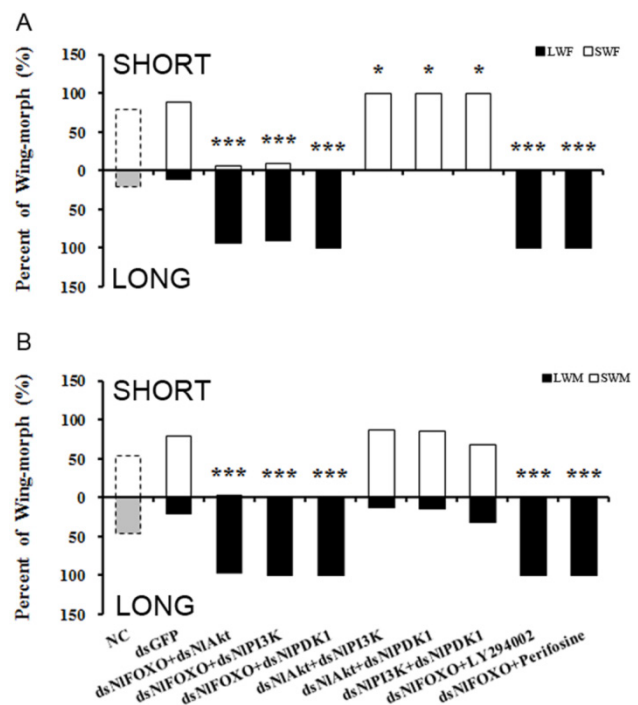 A
Percent of Wing-morph (%)
150
100
50
0
50
100
150
SHORT
LONG
LWF SWF
*** *** *** * * * *** ***
B
Percent of Wing-morph (%)
150
100
50
0
50
100
150
SHORT
LONG
LWM SWM
*** *** *** *** ***
NC
dsGFP
dsNlFOXO+dsNlAkt
dsNlFOXO+dsNlPI3K
dsNlFOXO+dsNlPDK1
dsNlAkt+dsNlPI3K
dsNlAkt+dsNlPDK1
dsNlPI3K+dsNlPDK1
dsNlFOXO+LY294002
dsNlFOXO+Perifosine